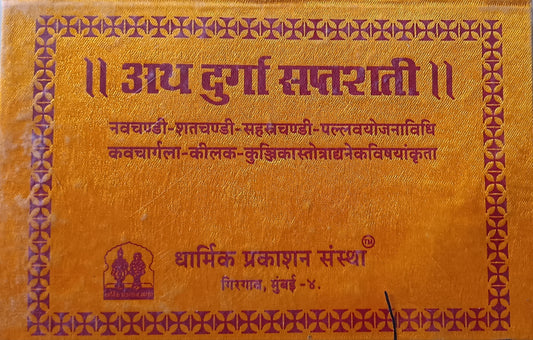 || अथ दुर्गा सप्तशती ||
नवचण्डी-शतचण्डी-सहस्रचण्डी-पल्लवयोजनाविधि
कवचार्गला-कीलक-कुञ्जिकास्तोत्राद्यनेकविषयांकृता
धार्मिक प्रकाशन संस्था TM
गिरगाव, मुंबई -४.